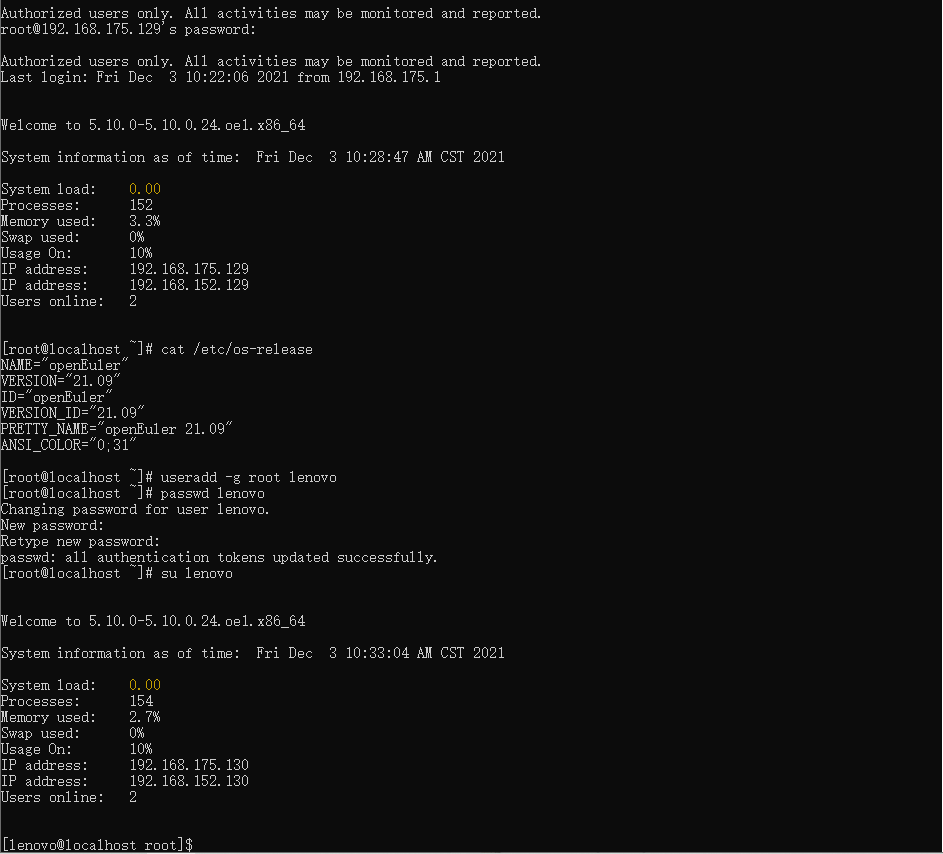 Authorized users only. All activities may be monitored and reported.
root@192.168.175.129's password:
Authorized users only. All activities may be monitored and reported.
Last login: Fri Dec  3 10:22:06 2021 from 192.168.175.1
Welcome to 5.10.0-5.10.0.24.oe1.x86_64
System information as of time:  Fri Dec  3 10:28:47 AM CST 2021
System load:    0.00
Processes:      152
Memory used:    3.3%
Swap used:      0%
Usage On:       10%
IP address:     192.168.175.129
IP address:     192.168.152.129
Users online:   2
[root@localhost ~]# cat /etc/os-release
NAME="openEuler"
VERSION="21.09"
ID="openEuler"
VERSION_ID="21.09"
PRETTY_NAME="openEuler 21.09"
ANSI_COLOR="0;31"
[root@localhost ~]# useradd -g root lenovo
[root@localhost ~]# passwd lenovo
Changing password for user lenovo.
New password:
Retype new password:
passwd: all authentication tokens updated successfully.
[root@localhost ~]# su lenovo
Welcome to 5.10.0-5.10.0.24.oe1.x86_64
System information as of time:  Fri Dec  3 10:33:04 AM CST 2021
System load:    0.00
Processes:      154
Memory used:    2.7%
Swap used:      0%
Usage On:       10%
IP address:     192.168.175.130
IP address:     192.168.152.130
Users online:   2
[lenovo@localhost root]$